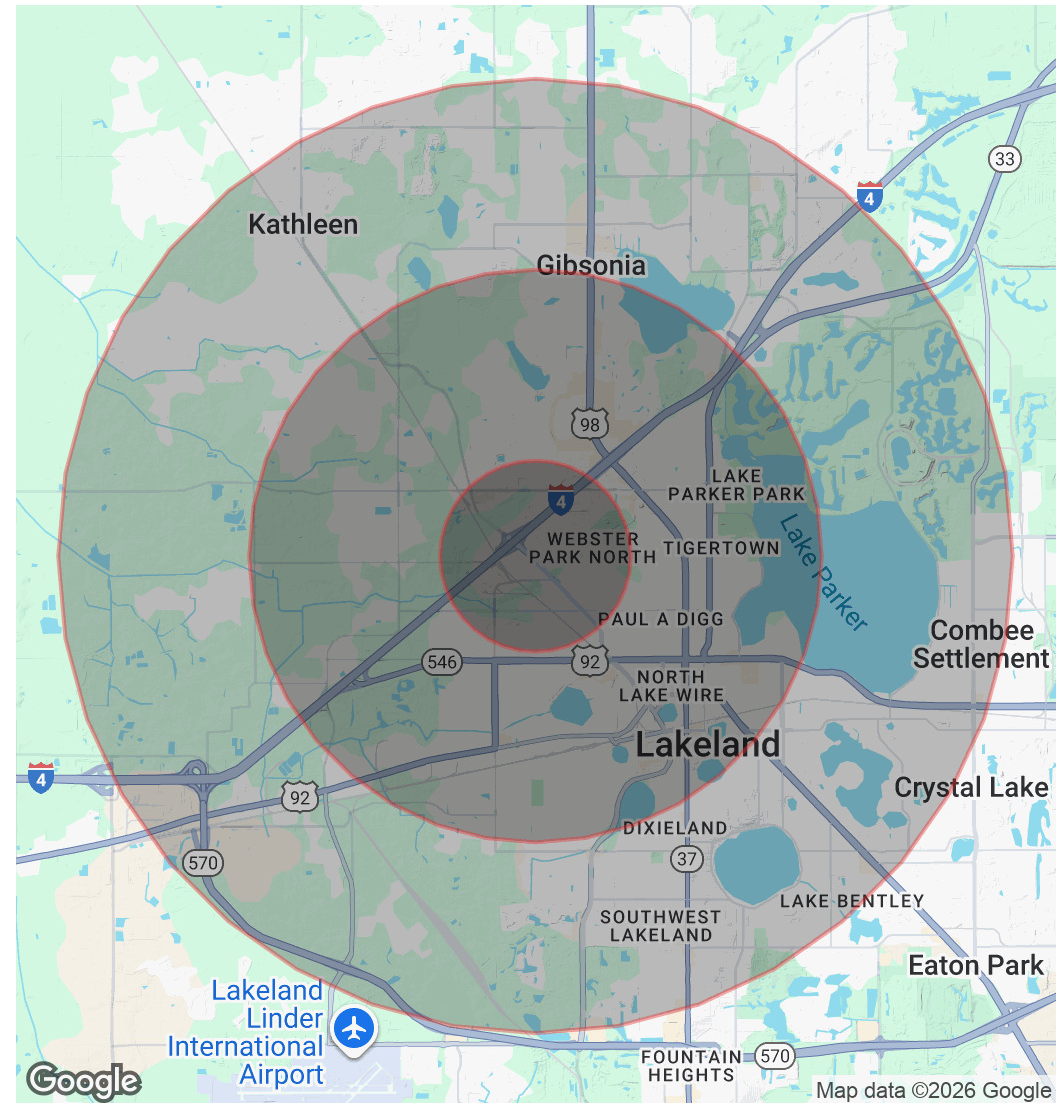 33
4
Kathleen
Gibsonia
98
4
LAKE
PARKER PARK
WEBSTER
PARK NORTH
TIGERTOWN
Lake Parker
PAUL A DIGG
Combee
Settlement
546
92
NORTH
LAKE WIRE
Lakeland
4
92
Crystal Lake
DIXIELAND
570
37
LAKE BENTLEY
SOUTHWEST
LAKELAND
Eaton Park
Lakeland
Linder
International
Airport
FOUNTAIN
HEIGHTS
570
Google
Map data ©2026 Google